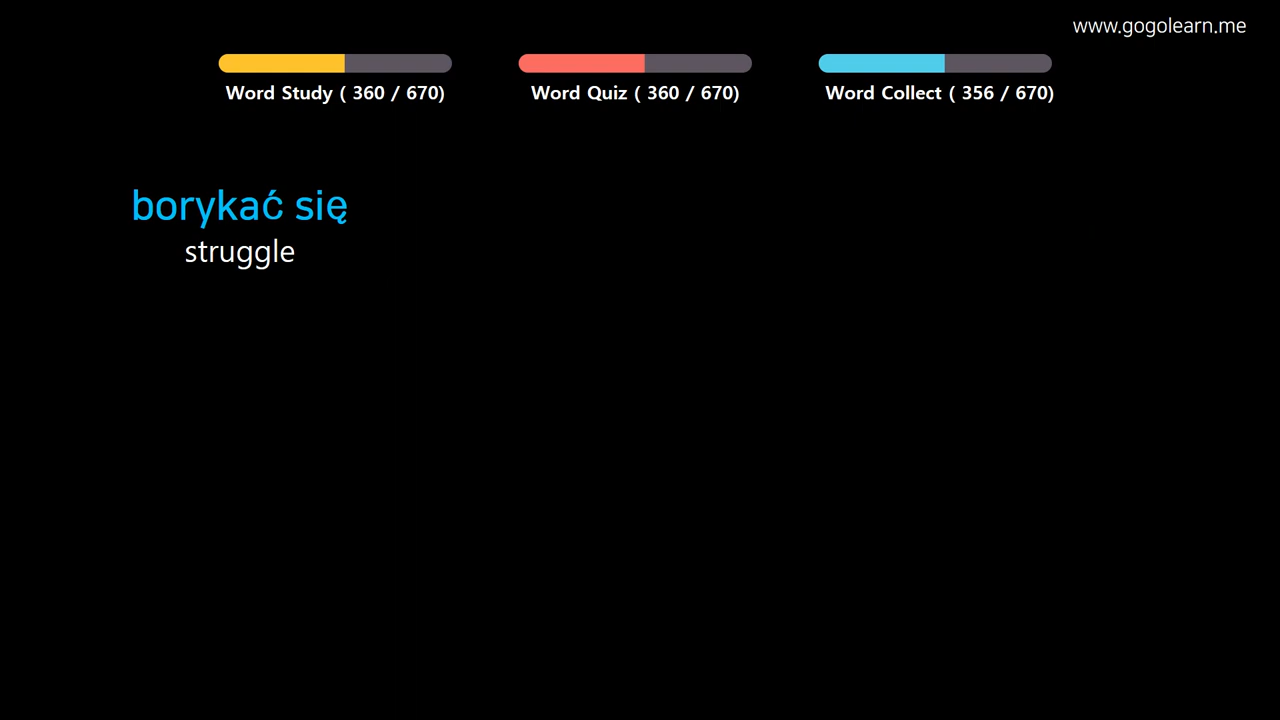 www.gogolearn.me
Word Study ( 360 / 670)
Word Quiz ( 360 / 670)
Word Collect ( 356 / 670)
borykać się
struggle